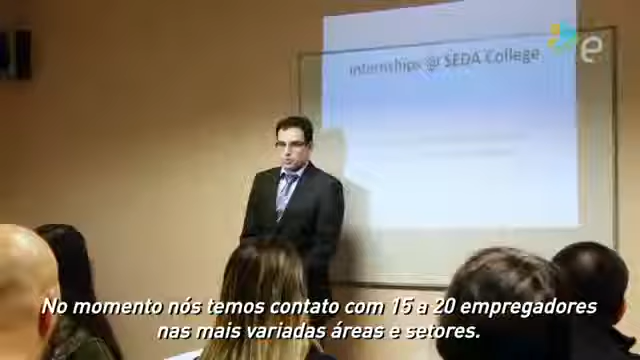 e
Internships @ SEDA College
No momento nós temos contato com 15 a 20 empregadores
nas mais variadas áreas e setores.